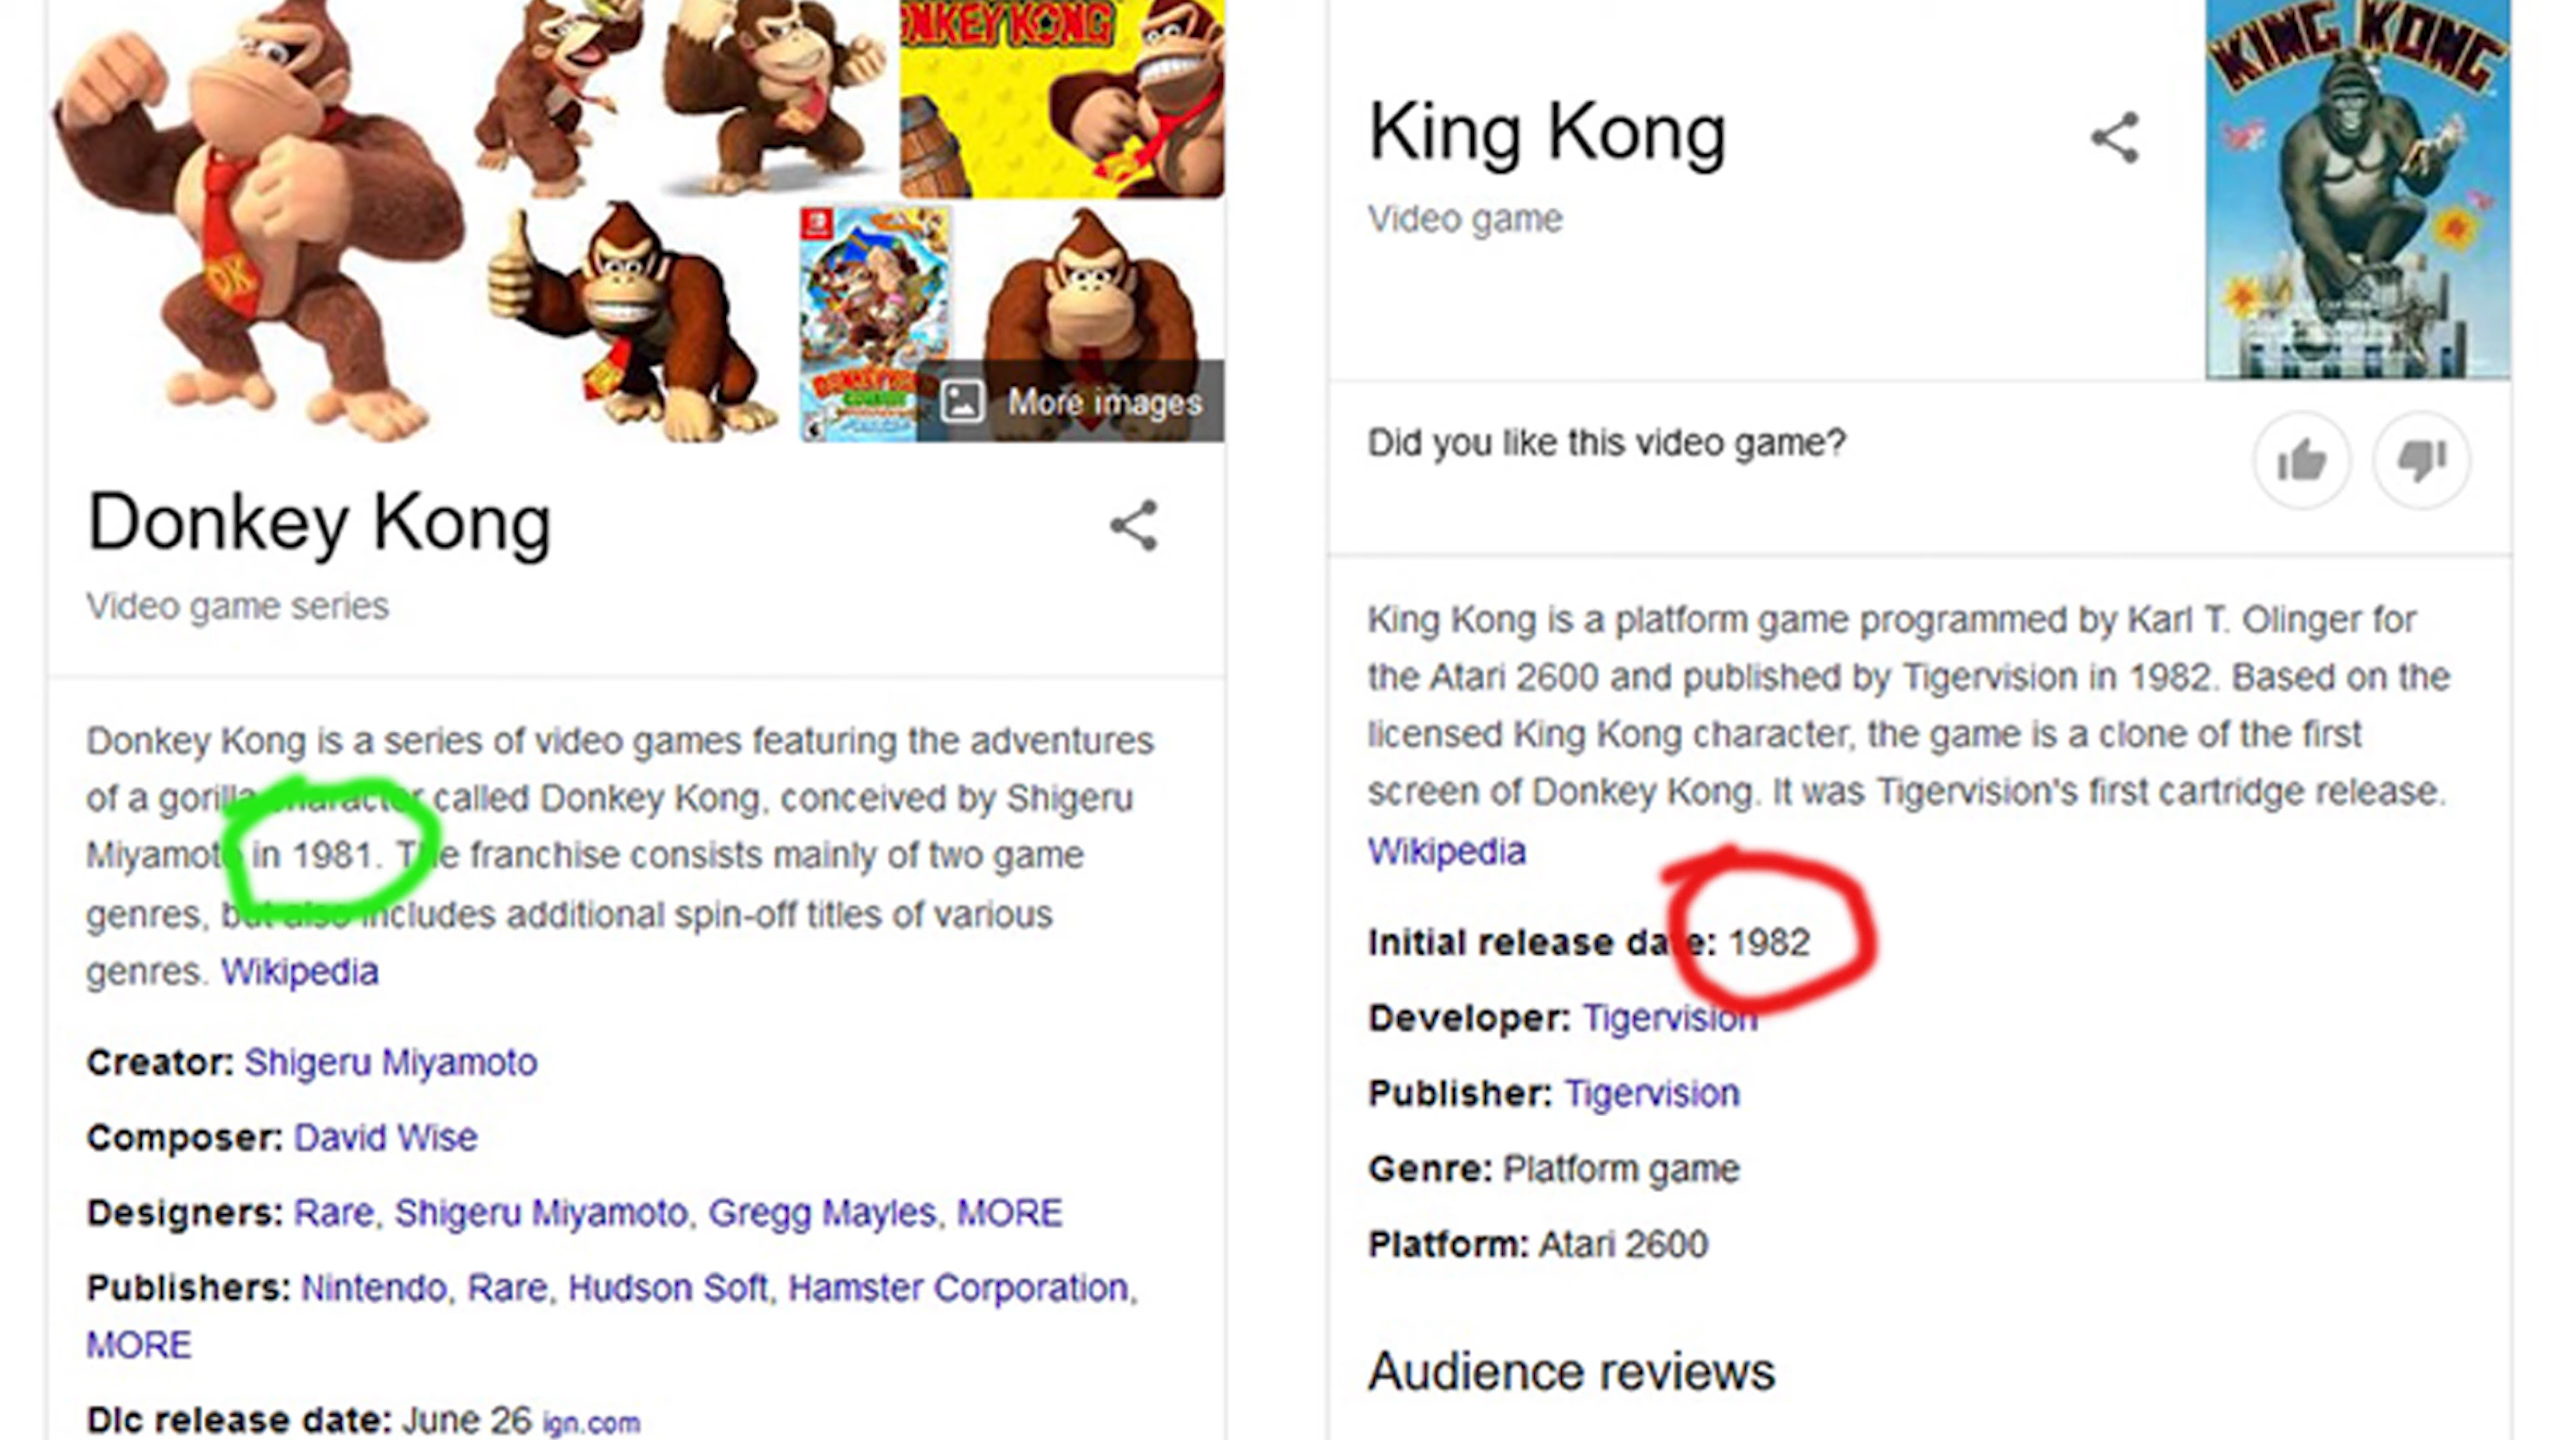 NKEY KONG
DK
More images
Donkey Kong
Video game series
Donkey Kong is a series of video games featuring the adventures
of a gorilla character called Donkey Kong, conceived by Shigeru
Miyamoto in 1981. The franchise consists mainly of two game
genres, but also includes additional spin-off titles of various
genres. Wikipedia
Creator: Shigeru Miyamoto
Composer: David Wise
Designers: Rare, Shigeru Miyamoto, Gregg Mayles, MORE
Publishers: Nintendo, Rare, Hudson Soft, Hamster Corporation,
MORE
Dlc release date: June 26 ign.com
KING KONG
King Kong
Video game
Did you like this video game?
King Kong is a platform game programmed by Karl T. Olinger for
the Atari 2600 and published by Tigervision in 1982. Based on the
licensed King Kong character, the game is a clone of the first
screen of Donkey Kong. It was Tigervision's first cartridge release.
Wikipedia
Initial release date: 1982
Developer: Tigervision
Publisher: Tigervision
Genre: Platform game
Platform: Atari 2600
Audience reviews